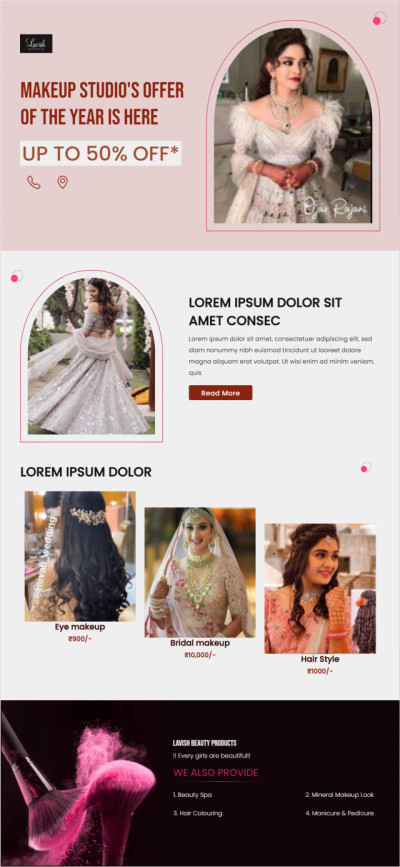 Lavish
MAKEUP STUDIO'S OFFER
OF THE YEAR IS HERE
UP TO 50% OFF*
Ojas Rajani
LOREM IPSUM DOLOR SIT
AMET CONSEC
Lorem ipsum dolor sit amet, consectetuer adipiscing elit, sed
diam nonummy nibh euismod tincidunt ut laoreet dolore
magna aliquam erat volutpat. Ut wisi enim ad minim veniam,
quis
Read More
LOREM IPSUM DOLOR
Wedding
Eye makeup
₹900/-
Bridal makeup
₹10,000/-
Hair Style
₹1000/-
LAVISH BEAUTY PRODUCTS
!! Every girls are beautiful!!
WE ALSO PROVIDE
1. Beauty Spa
2. Mineral Makeup Look
3. Hair Colouring
4. Manicure & Pedicure